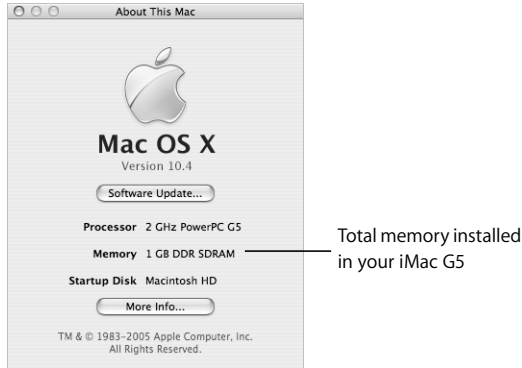 About This Mac
Mac OS X
Version 10.4
Software Update...
Processor 2 GHz PowerPC G5
Memory 1 GB DDR SDRAM
Total memory installed
in your iMac G5
Startup Disk Macintosh HD
More Info...
TM & © 1983–2005 Apple Computer, Inc.
All Rights Reserved.